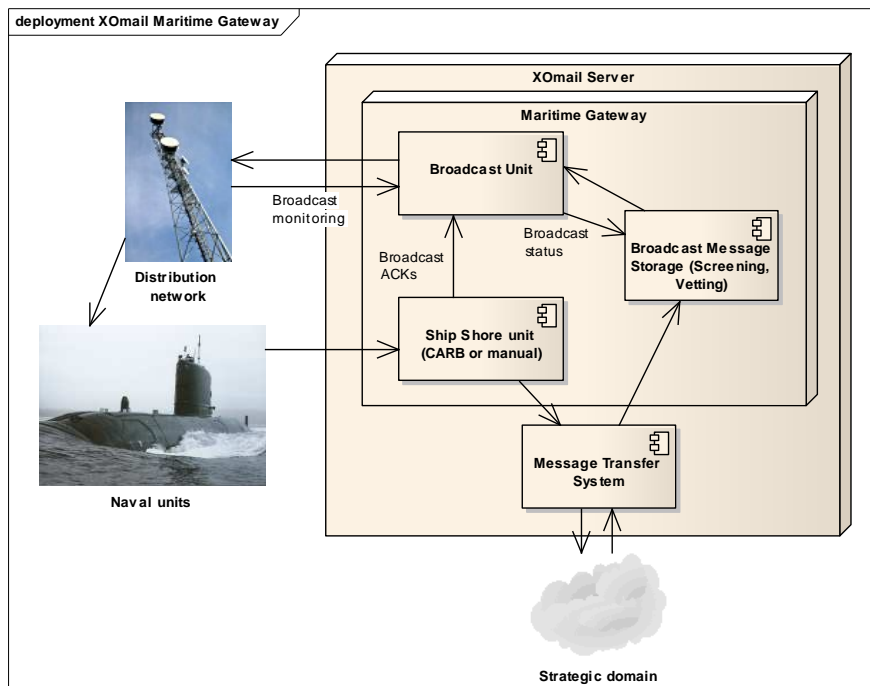 deployment XOmail Maritime Gateway
XOmail Server
Maritime Gateway
Broadcast Unit
Broadcast
monitoring
Broadcast
status
Broadcast Message
Storage (Screening,
Vetting)
Broadcast
ACKs
Distribution
network
Ship Shore unit
(CARB or manual)
Message Transfer
System
Naval units
Strategic domain